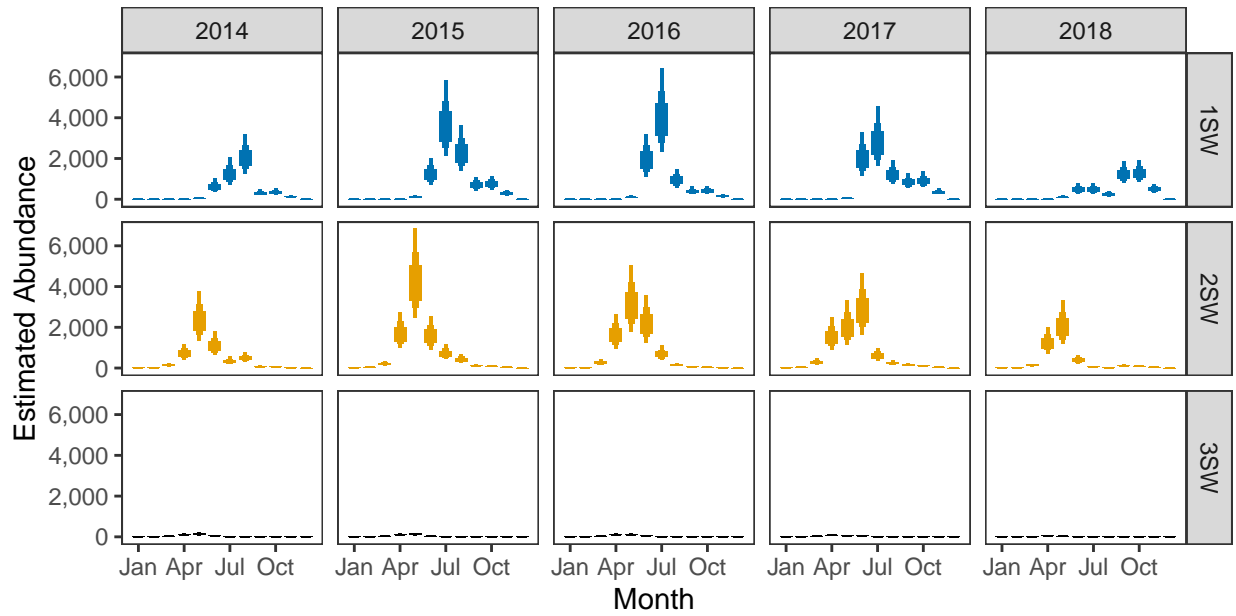 2014 2015 2016 2017 2018
6,000
4,000
2,000
0
1SW
6,000
4,000
2,000
0
2SW
6,000
4,000
2,000
0
3SW
Estimated Abundance
Jan Apr Jul Oct Jan Apr Jul Oct Jan Apr Jul Oct Jan Apr Jul Oct Jan Apr Jul Oct
Month